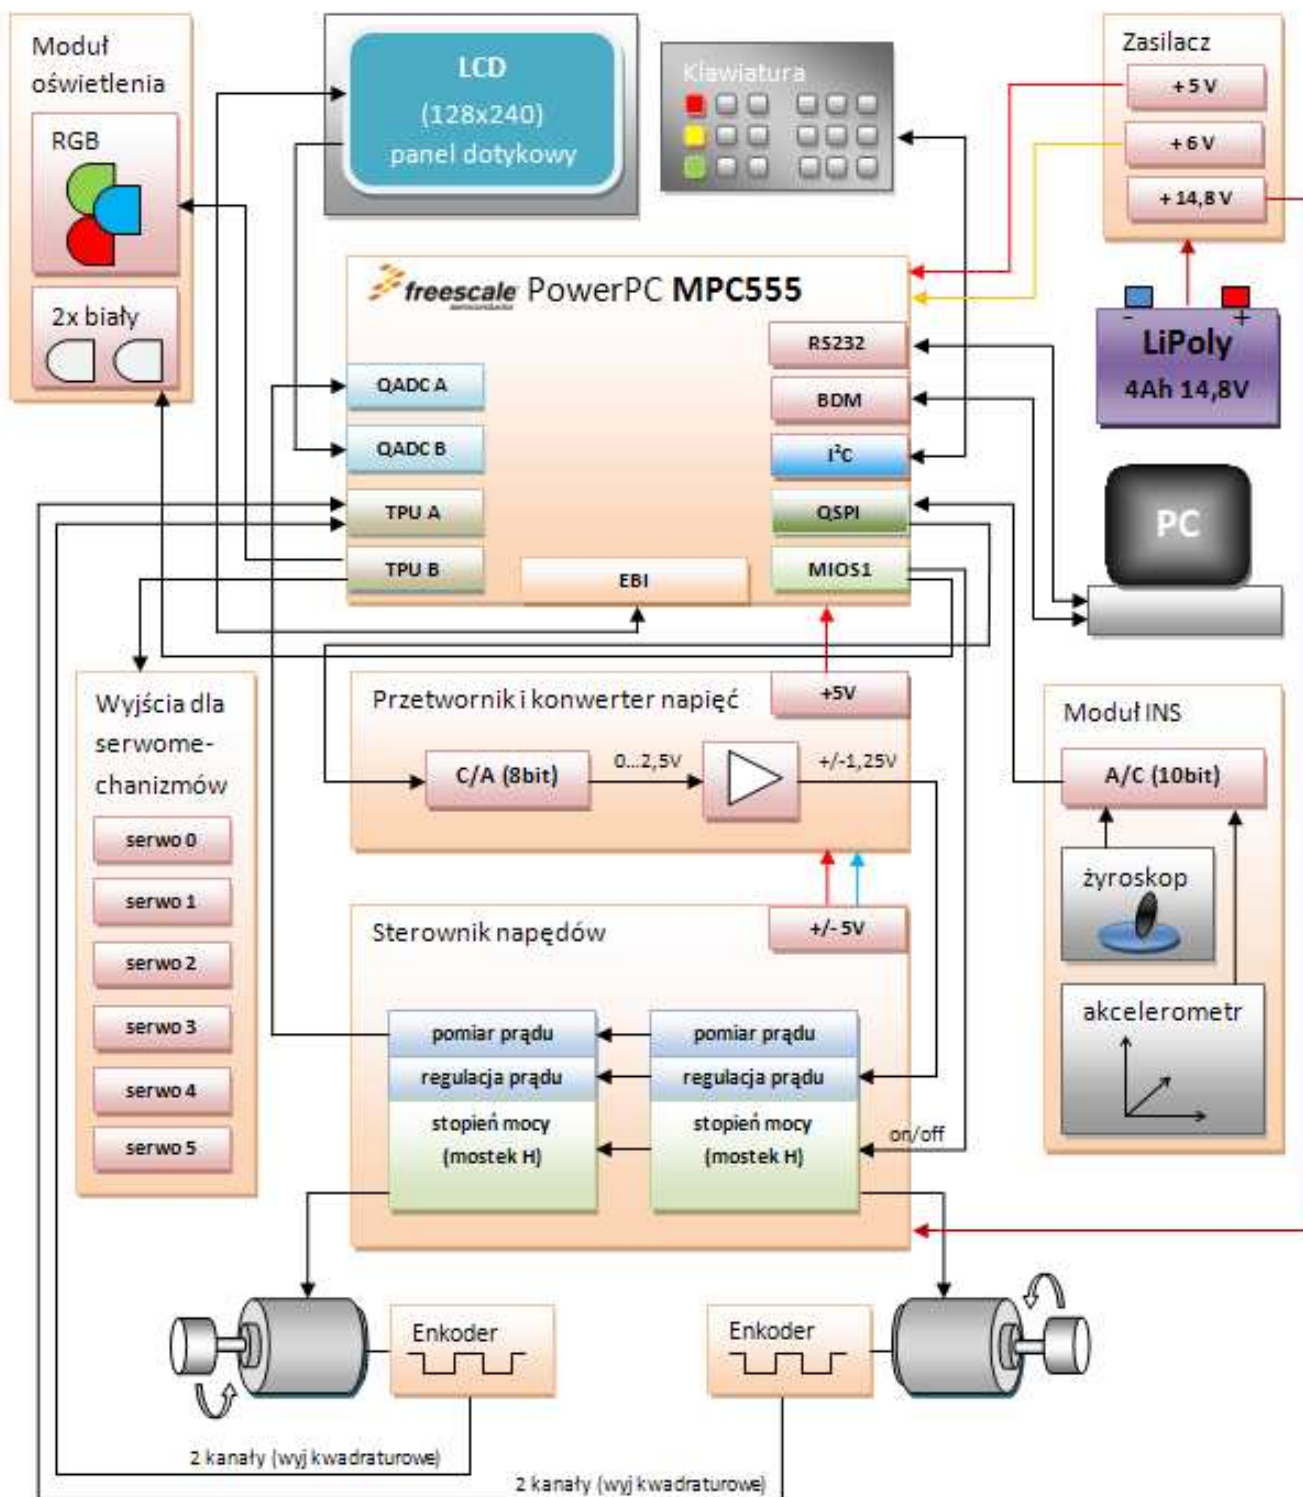 Moduł
oświetlenia
RGB
2x biały
LCD
(128x240)
panel dotykowy
Klawiatura
Zasilacz
+ 5 V
+ 6 V
+ 14,8 V
- +
LiPoly
4Ah 14,8V
PC
freescale PowerPC MPC555
semiconductor
QADC A
QADC B
TPU A
TPU B
EBI
RS232
BDM
I²C
QSPI
MIOS1
Wyjścia dla
serwome-
chanizmów
serwo 0
serwo 1
serwo 2
serwo 3
serwo 4
serwo 5
Przetwornik i konwerter napięć
+5V
C/A (8bit)
0...2,5V
+/-1,25V
Moduł INS
A/C (10bit)
żyroskop
akcelerometr
Sterownik napędów
+/- 5V
pomiar prądu
regulacja prądu
stopień mocy
(mostek H)
pomiar prądu
regulacja prądu
stopień mocy
(mostek H)
on/off
Enkoder
Enkoder
2 kanały (wyj kwadraturowe)
2 kanały (wyj kwadraturowe)